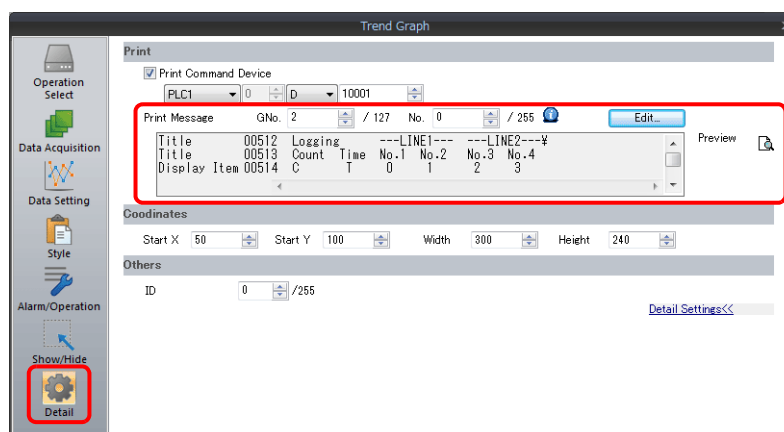 Trend Graph
Operation
Select
Data Acquisition
Data Setting
Style
Alarm/Operation
Show/Hide
Detail
Print
Print Command Device
PLC1 0 D 10001
Print Message GNo. 2 / 127 No. 0 / 255 Edit...
Title 00512 Logging ---LINE1--- ---LINE2---¥
Title 00513 Count Time No.1 No.2 No.3 No.4
Display Item 00514 C T 0 1 2 3
Preview
Coodinates
Start X 50 Start Y 100 Width 300 Height 240
Others
ID 0 /255
Detail Settings<<